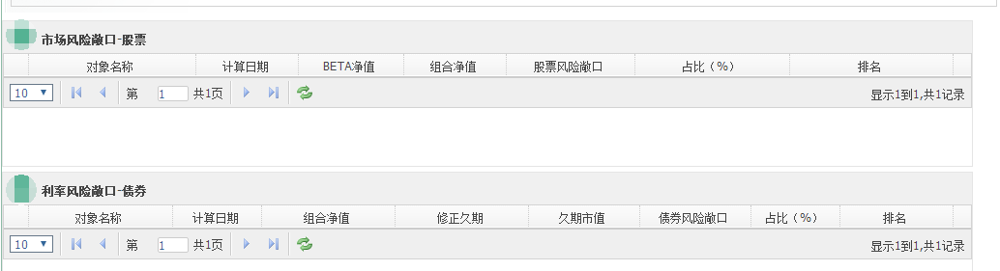 市场风险敞口-股票
对象名称 计算日期 BETA净值 组合净值 股票风险敞口 占比（%） 排名
10 第 1 共1页 显示1到1,共1记录
利率风险敞口-债券
对象名称 计算日期 组合净值 修正久期 久期市值 债券风险敞口 占比（%） 排名
10 第 1 共1页 显示1到1,共1记录